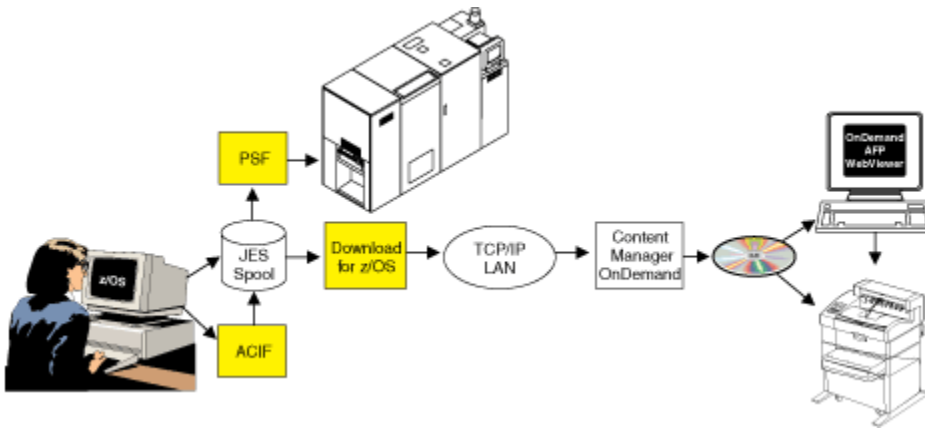 PSF
OnDemand
AFP
WebViewer
z/OS
JES
Spool
Download
for z/OS
TCP/IP
LAN
Content
Manager
OnDemand
ACIF